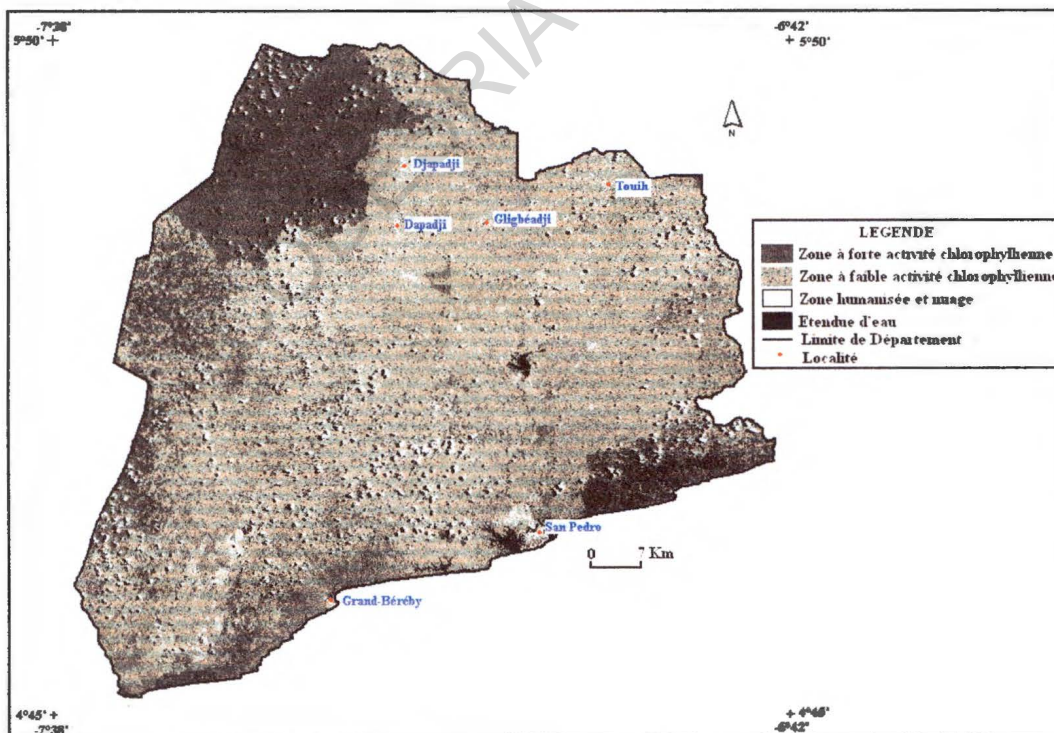 -7°38'
5°50'
-6°42'
5°50'
N
Djapadji
Touih
Dapadji
Gligbéadji
LEGENDE
Zone à forte activité chlorophyllienne
Zone à faible activité chlorophyllienne
Zone humanisée et nuage
Etendue d'eau
Limite de Département
Localité
San Pedro
0 7 Km
Grand-Béréby
4°45'
-7°38'
4°45'
-6°42'